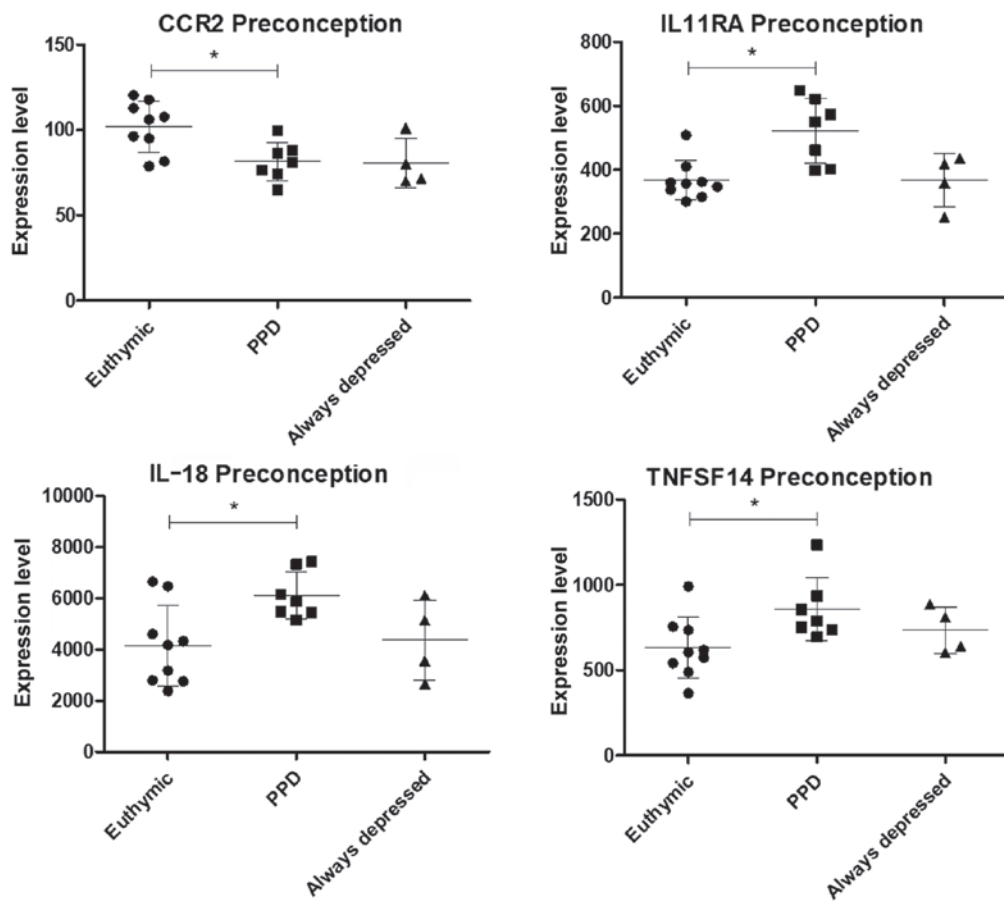 CCR2 Preconception
Expression level
150
100
50
0
*
Euthymic
PPD
Always depressed
IL11RA Preconception
Expression level
800
600
400
200
0
*
Euthymic
PPD
Always depressed
IL-18 Preconception
Expression level
10000
8000
6000
4000
2000
0
*
Euthymic
PPD
Always depressed
TNFSF14 Preconception
Expression level
1500
1000
500
0
*
Euthymic
PPD
Always depressed